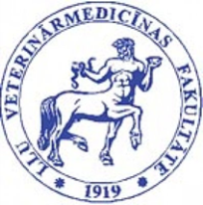 LLU VETERINĀRMEDICĪNAS FAKULTĀTE
1919